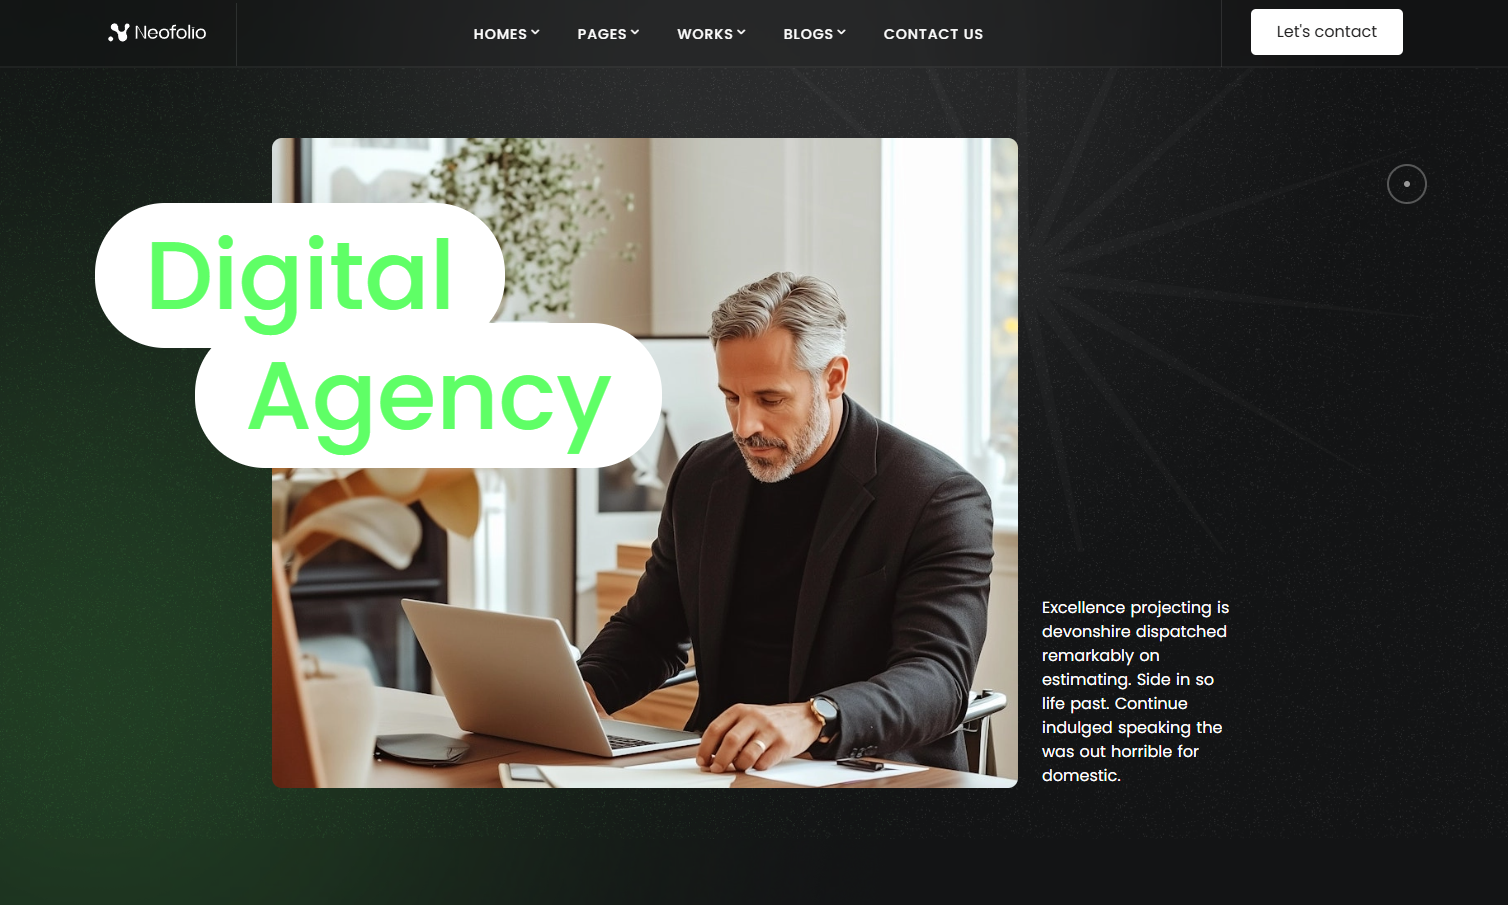 Neofolio
HOMES
PAGES
WORKS
BLOGS
CONTACT US
Let's contact
Digital
Agency
Excellence projecting is
devonshire dispatched
remarkably on
estimating. Side in so
life past. Continue
indulged speaking the
was out horrible for
domestic.